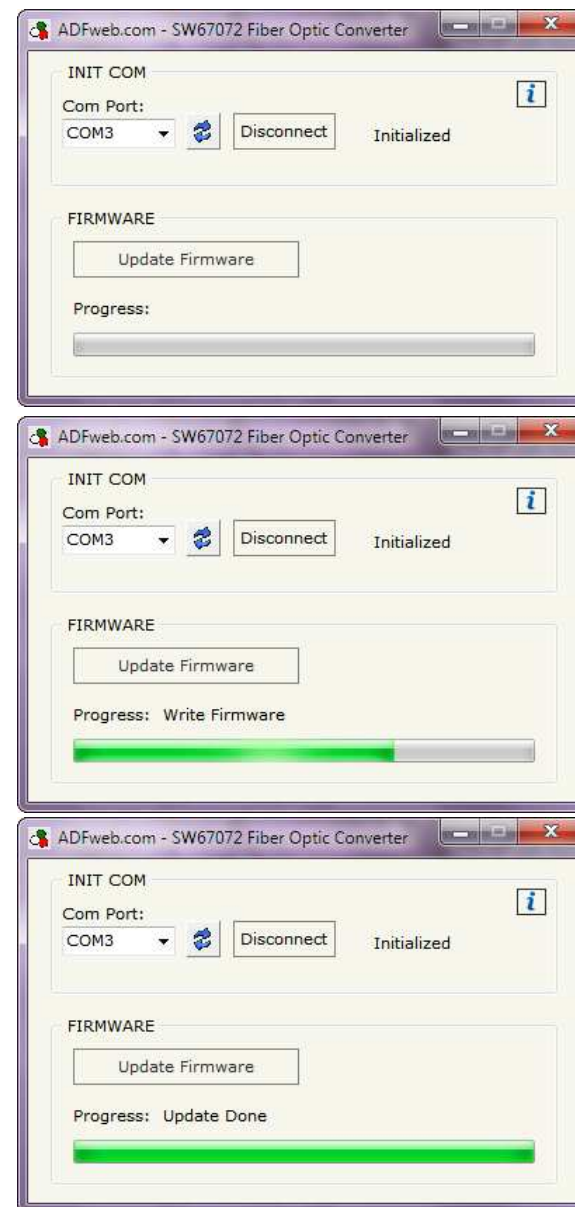 ADFweb.com - SW67072 Fiber Optic Converter
INIT COM
i
Com Port:
COM3 Disconnect Initialized
FIRMWARE
Update Firmware
Progress:
ADFweb.com - SW67072 Fiber Optic Converter
INIT COM
i
Com Port:
COM3 Disconnect Initialized
FIRMWARE
Update Firmware
Progress: Write Firmware
ADFweb.com - SW67072 Fiber Optic Converter
INIT COM
i
Com Port:
COM3 Disconnect Initialized
FIRMWARE
Update Firmware
Progress: Update Done